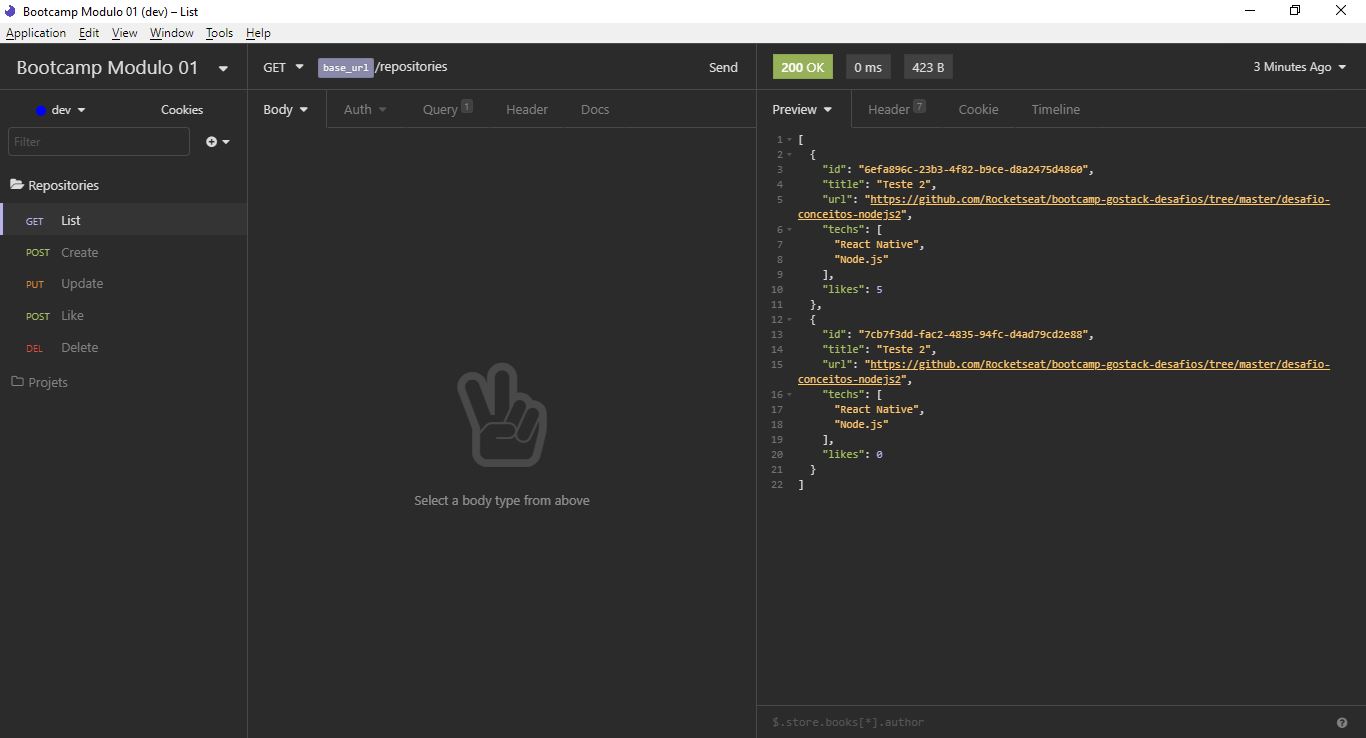 Bootcamp Modulo 01 (dev) – List
Application Edit View Window Tools Help
Bootcamp Modulo 01
dev Cookies
Filter
Repositories
GET List
POST Create
PUT Update
POST Like
DEL Delete
Projets
GET base_url/repositories Send
Body Auth Query 1 Header Docs
Select a body type from above
200 OK 0 ms 423 B 3 Minutes Ago
Preview Header 7 Cookie Timeline
1 [
2 {
3 "id": "6efa896c-23b3-4f82-b9ce-d8a2475d4860",
4 "title": "Teste 2",
5 "url": "https://github.com/Rocketseat/bootcamp-gostack-desafios/tree/master/desafio-
conceitos-nodejs2",
6 "techs": [
7 "React Native",
8 "Node.js"
9 ],
10 "likes": 5
11 },
12 {
13 "id": "7cb7f3dd-fac2-4835-94fc-d4ad79cd2e88",
14 "title": "Teste 2",
15 "url": "https://github.com/Rocketseat/bootcamp-gostack-desafios/tree/master/desafio-
conceitos-nodejs2",
16 "techs": [
17 "React Native",
18 "Node.js"
19 ],
20 "likes": 0
21 }
22 ]
$.store.books[*].author